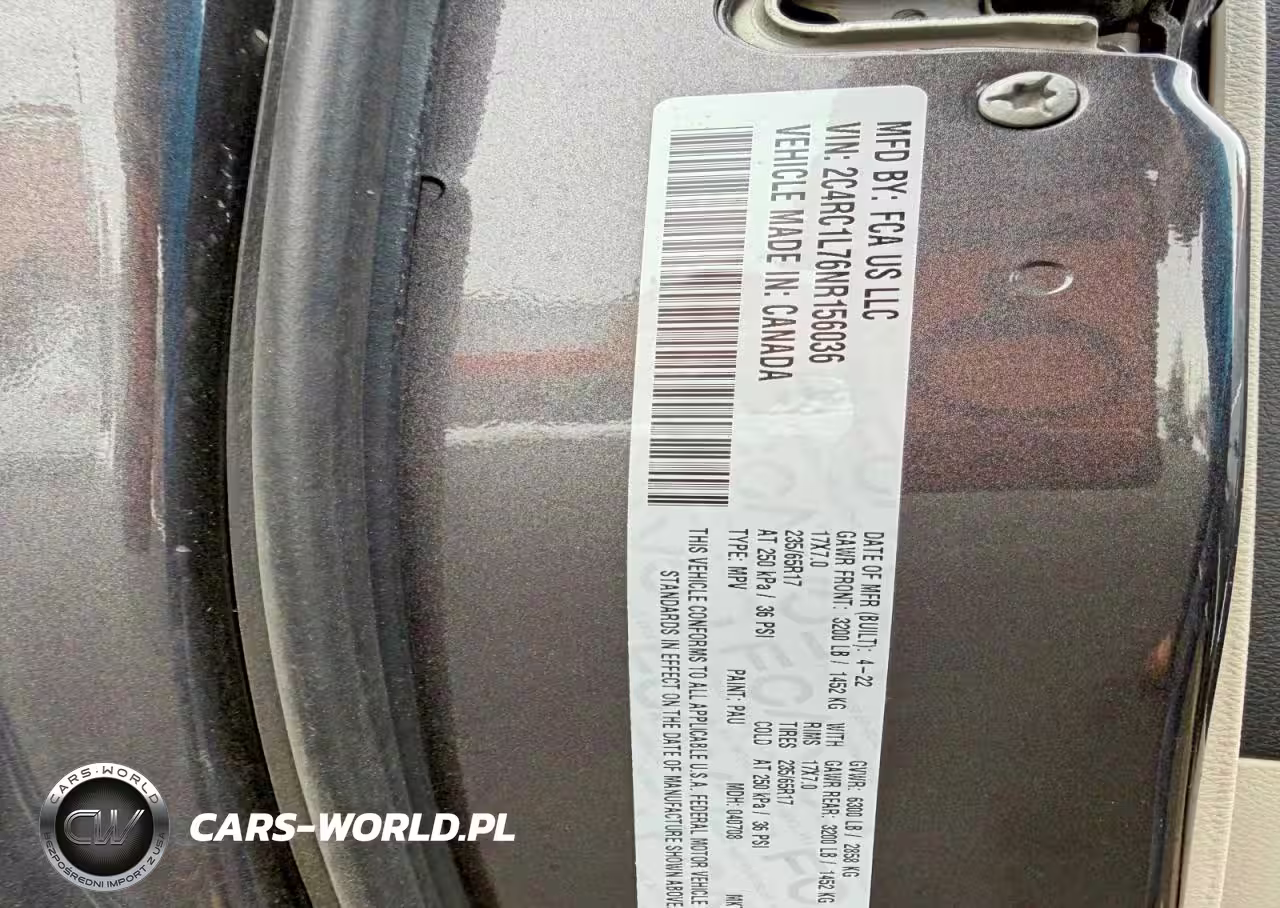 MFD BY: FCA US LLC
VIN: 2C4RC1L76NR156036
VEHICLE MADE IN: CANADA
DATE OF MFR (BUILT): 4-22 GVWR: 6300 LB / 2858 KG
GAWR FRONT: 3200 LB / 1452 KG WITH GAWR REAR: 3200 LB / 1452 KG
17X7.0 RIMS 17X7.0
235/65R17 TIRES 235/65R17
AT 250 kPa / 36 PSI COLD AT 250 kPa / 36 PSI
TYPE: MPV PAINT: PAU MDH: 040708
THIS VEHICLE CONFORMS TO ALL APPLICABLE U.S.A. FEDERAL MOTOR VEHICLE
STANDARDS IN EFFECT ON THE DATE OF MANUFACTURE SHOWN ABOVE
CARS-WORLD
CW
BEZPOŚREDNI IMPORT Z USA
CARS-WORLD.PL